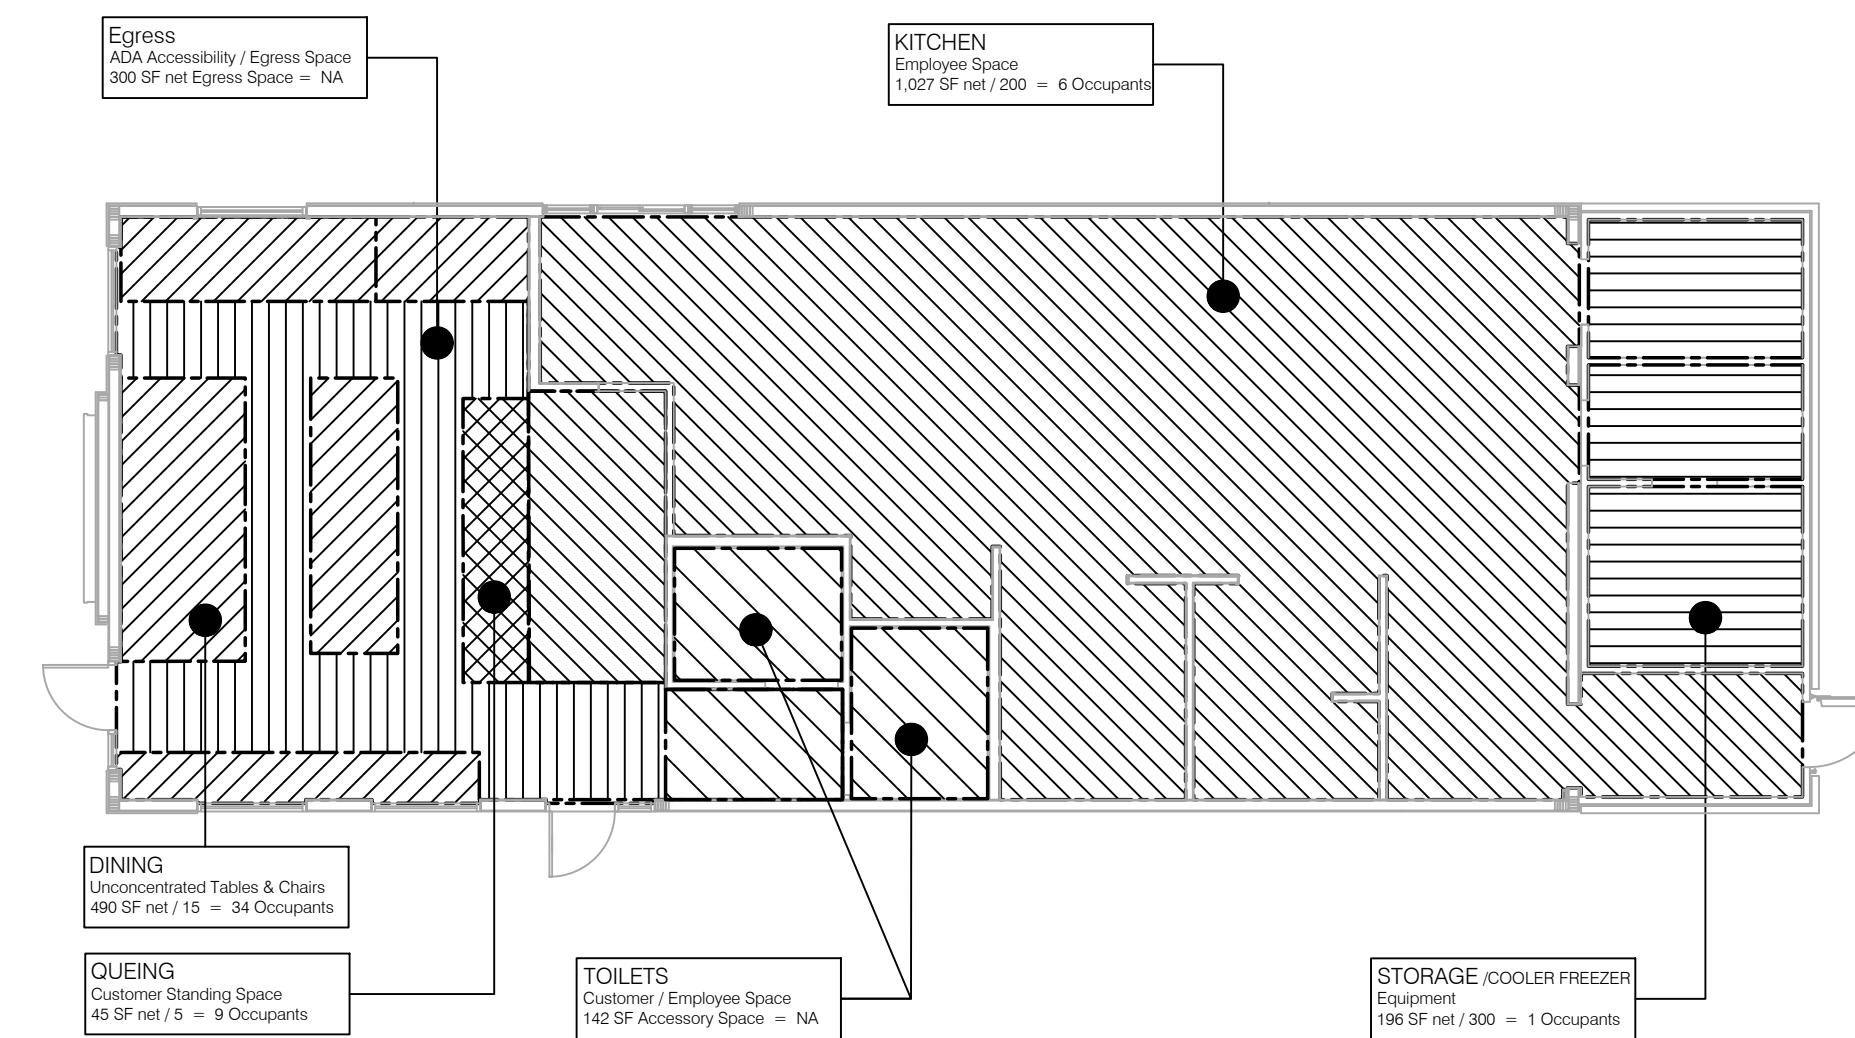 Egress
ADA Accessibility / Egress Space
300 SF net Egress Space = NA
KITCHEN
Employee Space
1,027 SF net / 200 = 6 Occupants
DINING
Unconcentrated Tables & Chairs
490 SF net / 15 = 34 Occupants
QUEING
Customer Standing Space
45 SF net / 5 = 9 Occupants
TOILETS
Customer / Employee Space
142 SF Accessory Space = NA
STORAGE /COOLER FREEZER
Equipment
196 SF net / 300 = 1 Occupants